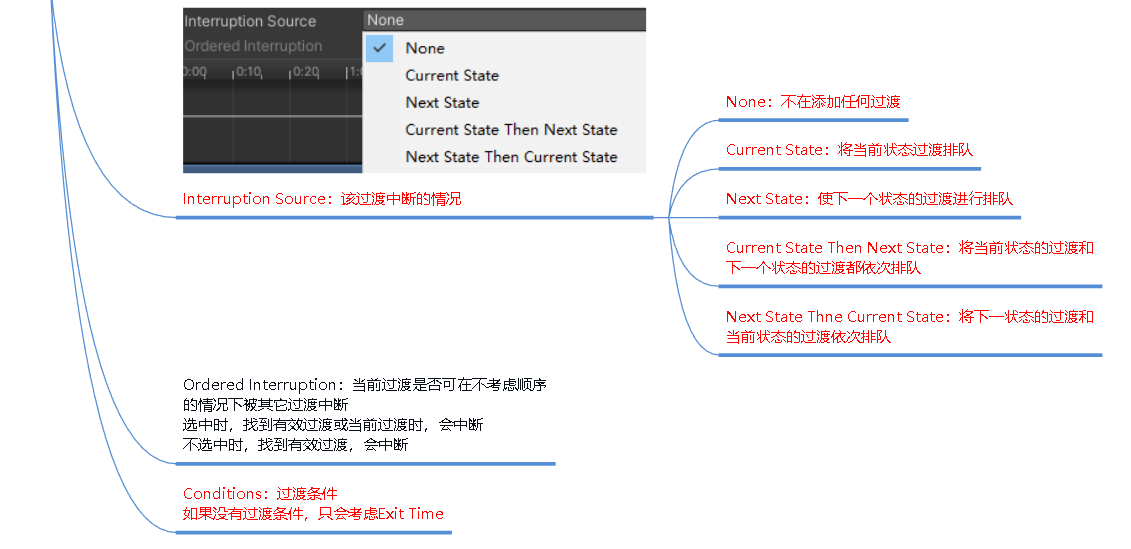 Interruption Source
None
Ordered Interruption
0:00
0:10
0:20
1:0
None
Current State
Next State
Current State Then Next State
Next State Then Current State
Interruption Source：该过渡中断的情况
None：不在添加任何过渡
Current State：将当前状态过渡排队
Next State：使下一个状态的过渡进行排队
Current State Then Next State：将当前状态的过渡和
下一个状态的过渡都依次排队
Next State Thne Current State：将下一状态的过渡和
当前状态的过渡依次排队
Ordered Interruption：当前过渡是否可在不考虑顺序
的情况下被其它过渡中断
选中时，找到有效过渡或当前过渡时，会中断
不选中时，找到有效过渡，会中断
Conditions：过渡条件
如果没有过渡条件，只会考虑Exit Time